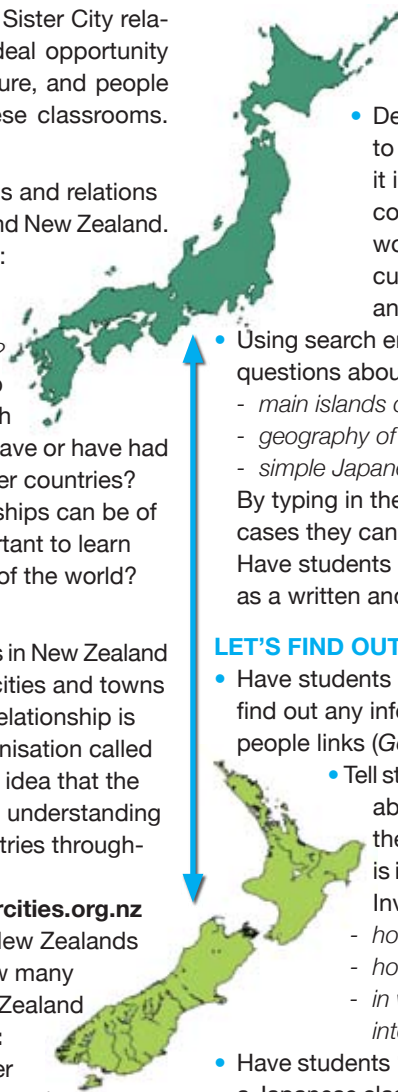 Sister City rela-
deal opportunity
ure, and people
ese classrooms.
s and relations
nd New Zealand.
:
?
o
h
ave or have had
er countries?
ships can be of
rtant to learn
of the world?
s in New Zealand
cities and towns
elationship is
nisation called
idea that the
understanding
tries through-
rcities.org.nz
New Zealands
w many
Zealand
:
er
• De
to
it i
co
wo
cu
an
• Using search en
questions abou
- main islands o
- geography of
- simple Japane
By typing in the
cases they can
Have students
as a written and
LET'S FIND OUT
• Have students
find out any info
people links (Go
• Tell st
ab
the
is i
Inv
- ho
- ho
- in v
inte
• Have students
a Japanese clas